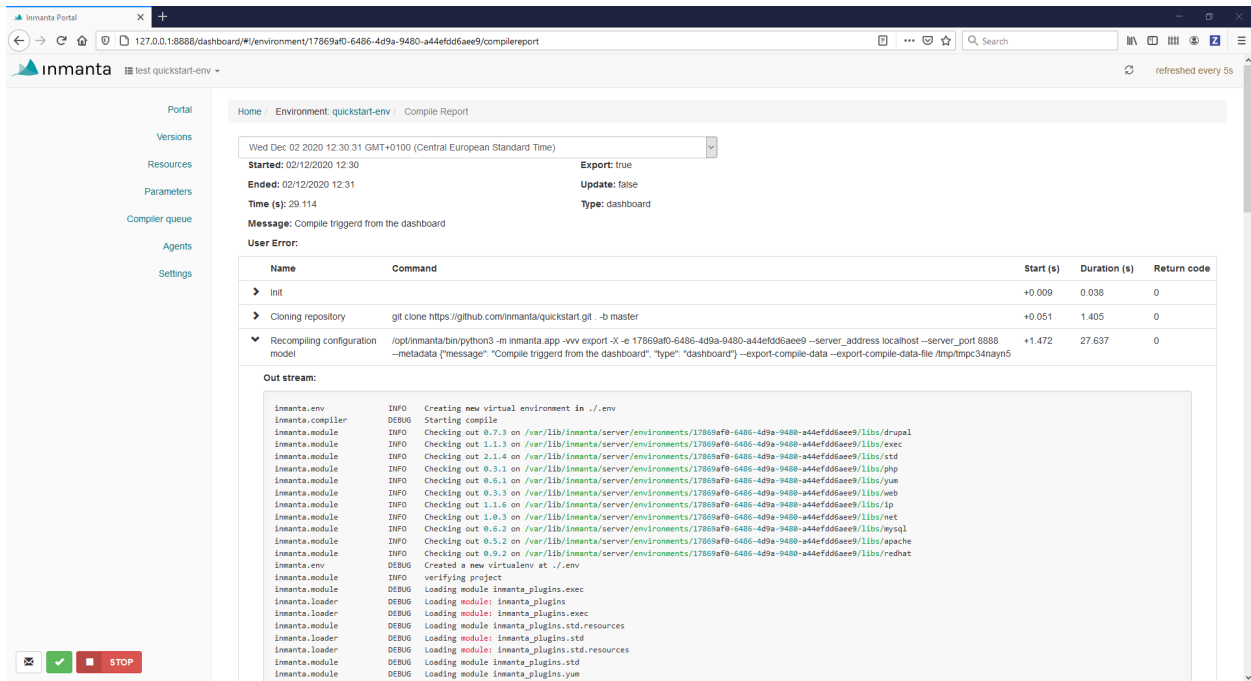 Inmanta Portal
127.0.0.1:8888/dashboard/#!/environment/17869af0-6486-4d9a-9480-a44efdd6aee9/compilereport
Search
inmanta
test quickstart-env
refreshed every 5s
Portal
Versions
Resources
Parameters
Compiler queue
Agents
Settings
Home / Environment: quickstart-env / Compile Report
Wed Dec 02 2020 12:30:31 GMT+0100 (Central European Standard Time)
Started: 02/12/2020 12:30 Export: true
Ended: 02/12/2020 12:31 Update: false
Time (s): 29.114 Type: dashboard
Message: Compile triggerd from the dashboard
User Error:
Name Command Start (s) Duration (s) Return code
Init +0.009 0.038 0
Cloning repository git clone https://github.com/inmanta/quickstart.git . -b master +0.051 1.405 0
Recompiling configuration /opt/inmanta/bin/python3 -m inmanta.app -vvv export -X -e 17869af0-6486-4d9a-9480-a44efdd6aee9 --server_address localhost --server_port 8888 +1.472 27.637 0
model --metadata {"message": "Compile triggerd from the dashboard", "type": "dashboard"} --export-compile-data --export-compile-data-file /tmp/tmpc34nayn5
Out stream:
inmanta.env INFO Creating new virtual environment in ./.env
inmanta.compiler DEBUG Starting compile
inmanta.module INFO Checking out 0.7.3 on /var/lib/inmanta/server/environments/17869af0-6486-4d9a-9480-a44efdd6aee9/libs/drupal
inmanta.module INFO Checking out 1.1.3 on /var/lib/inmanta/server/environments/17869af0-6486-4d9a-9480-a44efdd6aee9/libs/exec
inmanta.module INFO Checking out 2.1.4 on /var/lib/inmanta/server/environments/17869af0-6486-4d9a-9480-a44efdd6aee9/libs/std
inmanta.module INFO Checking out 0.3.1 on /var/lib/inmanta/server/environments/17869af0-6486-4d9a-9480-a44efdd6aee9/libs/php
inmanta.module INFO Checking out 0.6.1 on /var/lib/inmanta/server/environments/17869af0-6486-4d9a-9480-a44efdd6aee9/libs/yum
inmanta.module INFO Checking out 0.3.3 on /var/lib/inmanta/server/environments/17869af0-6486-4d9a-9480-a44efdd6aee9/libs/web
inmanta.module INFO Checking out 1.1.6 on /var/lib/inmanta/server/environments/17869af0-6486-4d9a-9480-a44efdd6aee9/libs/ip
inmanta.module INFO Checking out 1.0.3 on /var/lib/inmanta/server/environments/17869af0-6486-4d9a-9480-a44efdd6aee9/libs/net
inmanta.module INFO Checking out 0.6.2 on /var/lib/inmanta/server/environments/17869af0-6486-4d9a-9480-a44efdd6aee9/libs/mysql
inmanta.module INFO Checking out 0.5.2 on /var/lib/inmanta/server/environments/17869af0-6486-4d9a-9480-a44efdd6aee9/libs/apache
inmanta.module INFO Checking out 0.9.2 on /var/lib/inmanta/server/environments/17869af0-6486-4d9a-9480-a44efdd6aee9/libs/redhat
inmanta.env DEBUG Created a new virtualenv at ./.env
inmanta.module INFO verifying project
inmanta.module DEBUG Loading module inmanta_plugins.exec
inmanta.loader DEBUG Loading module: inmanta_plugins
inmanta.loader DEBUG Loading module: inmanta_plugins.exec
inmanta.module DEBUG Loading module inmanta_plugins.std.resources
inmanta.loader DEBUG Loading module: inmanta_plugins.std
inmanta.loader DEBUG Loading module: inmanta_plugins.std.resources
inmanta.module DEBUG Loading module inmanta_plugins.std
inmanta.module DEBUG Loading module inmanta_plugins.yum
STOP